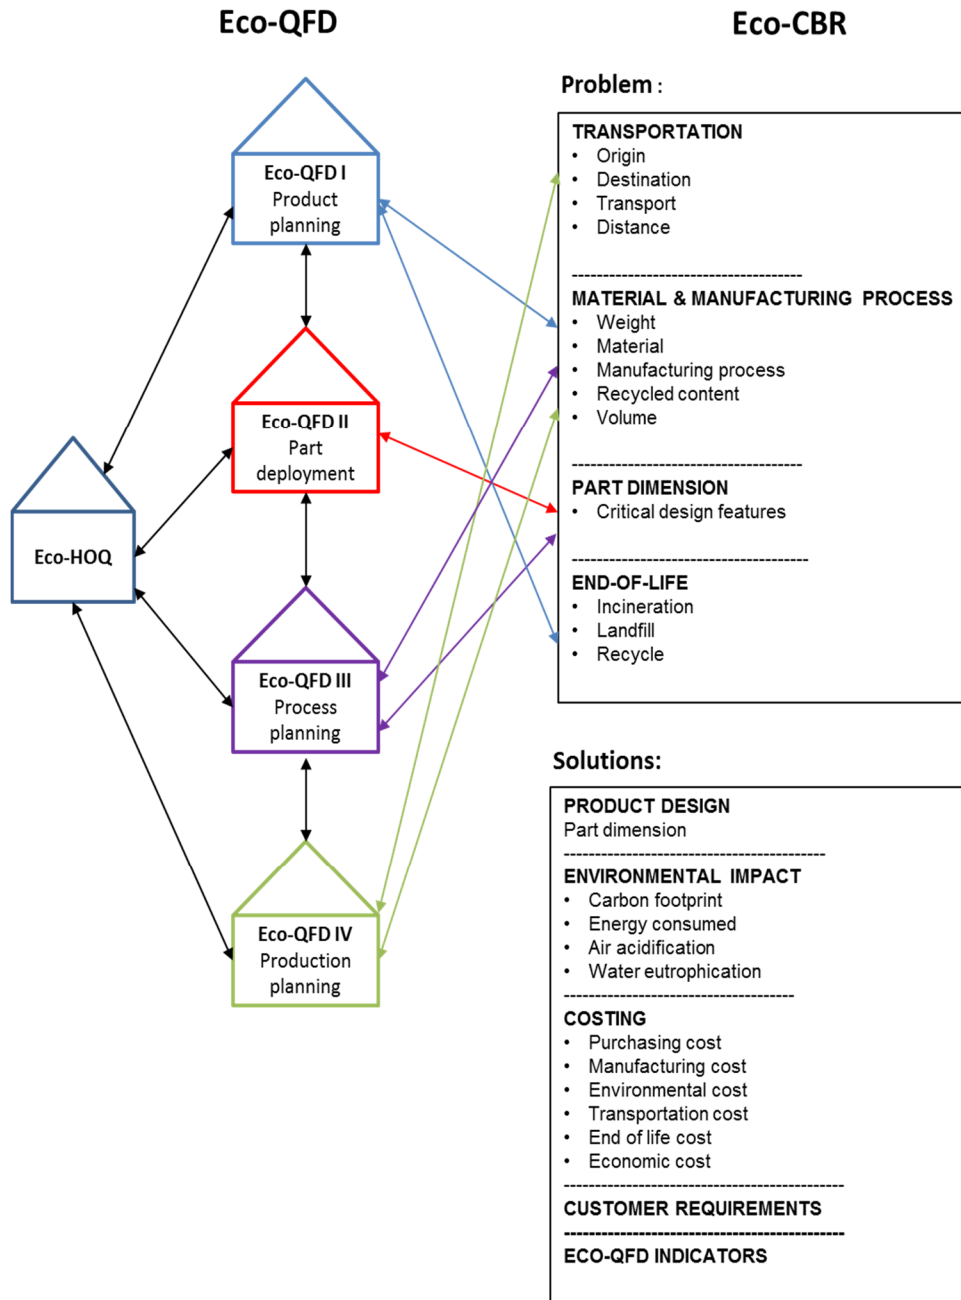 Eco-QFD
Eco-CBR
Eco-QFD I
Product
planning
Eco-QFD II
Part
deployment
Eco-HOQ
Eco-QFD III
Process
planning
Eco-QFD IV
Production
planning
Problem :
TRANSPORTATION
• Origin
• Destination
• Transport
• Distance
-------------------------------------
MATERIAL & MANUFACTURING PROCESS
• Weight
• Material
• Manufacturing process
• Recycled content
• Volume
-------------------------------------
PART DIMENSION
• Critical design features
--------------------------------------
END-OF-LIFE
• Incineration
• Landfill
• Recycle
Solutions:
PRODUCT DESIGN
Part dimension
------------------------------------------
ENVIRONMENTAL IMPACT
• Carbon footprint
• Energy consumed
• Air acidification
• Water eutrophication
-------------------------------------
COSTING
• Purchasing cost
• Manufacturing cost
• Environmental cost
• Transportation cost
• End of life cost
• Economic cost
---------------------------------------------
CUSTOMER REQUIREMENTS
---------------------------------------------
ECO-QFD INDICATORS